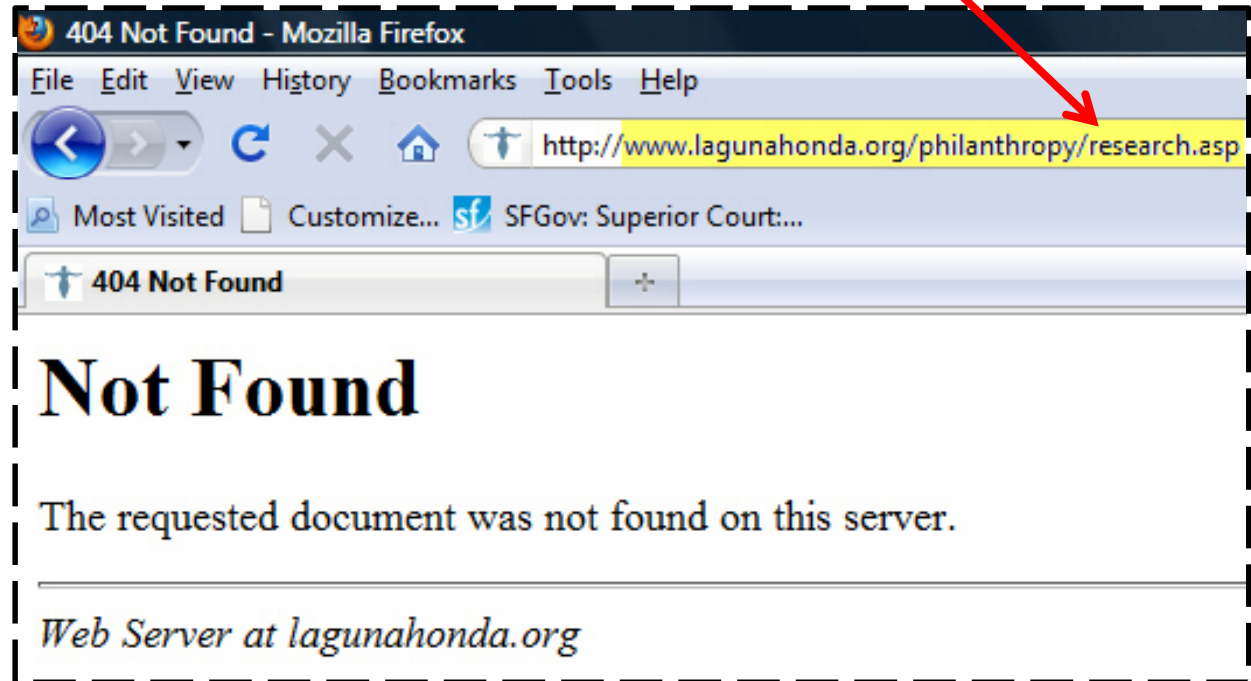 404 Not Found - Mozilla Firefox
File Edit View History Bookmarks Tools Help
http://www.lagunahonda.org/philanthropy/research.asp
Most Visited Customize... sf SFGov: Superior Court:...
404 Not Found
Not Found
The requested document was not found on this server.
Web Server at lagunahonda.org